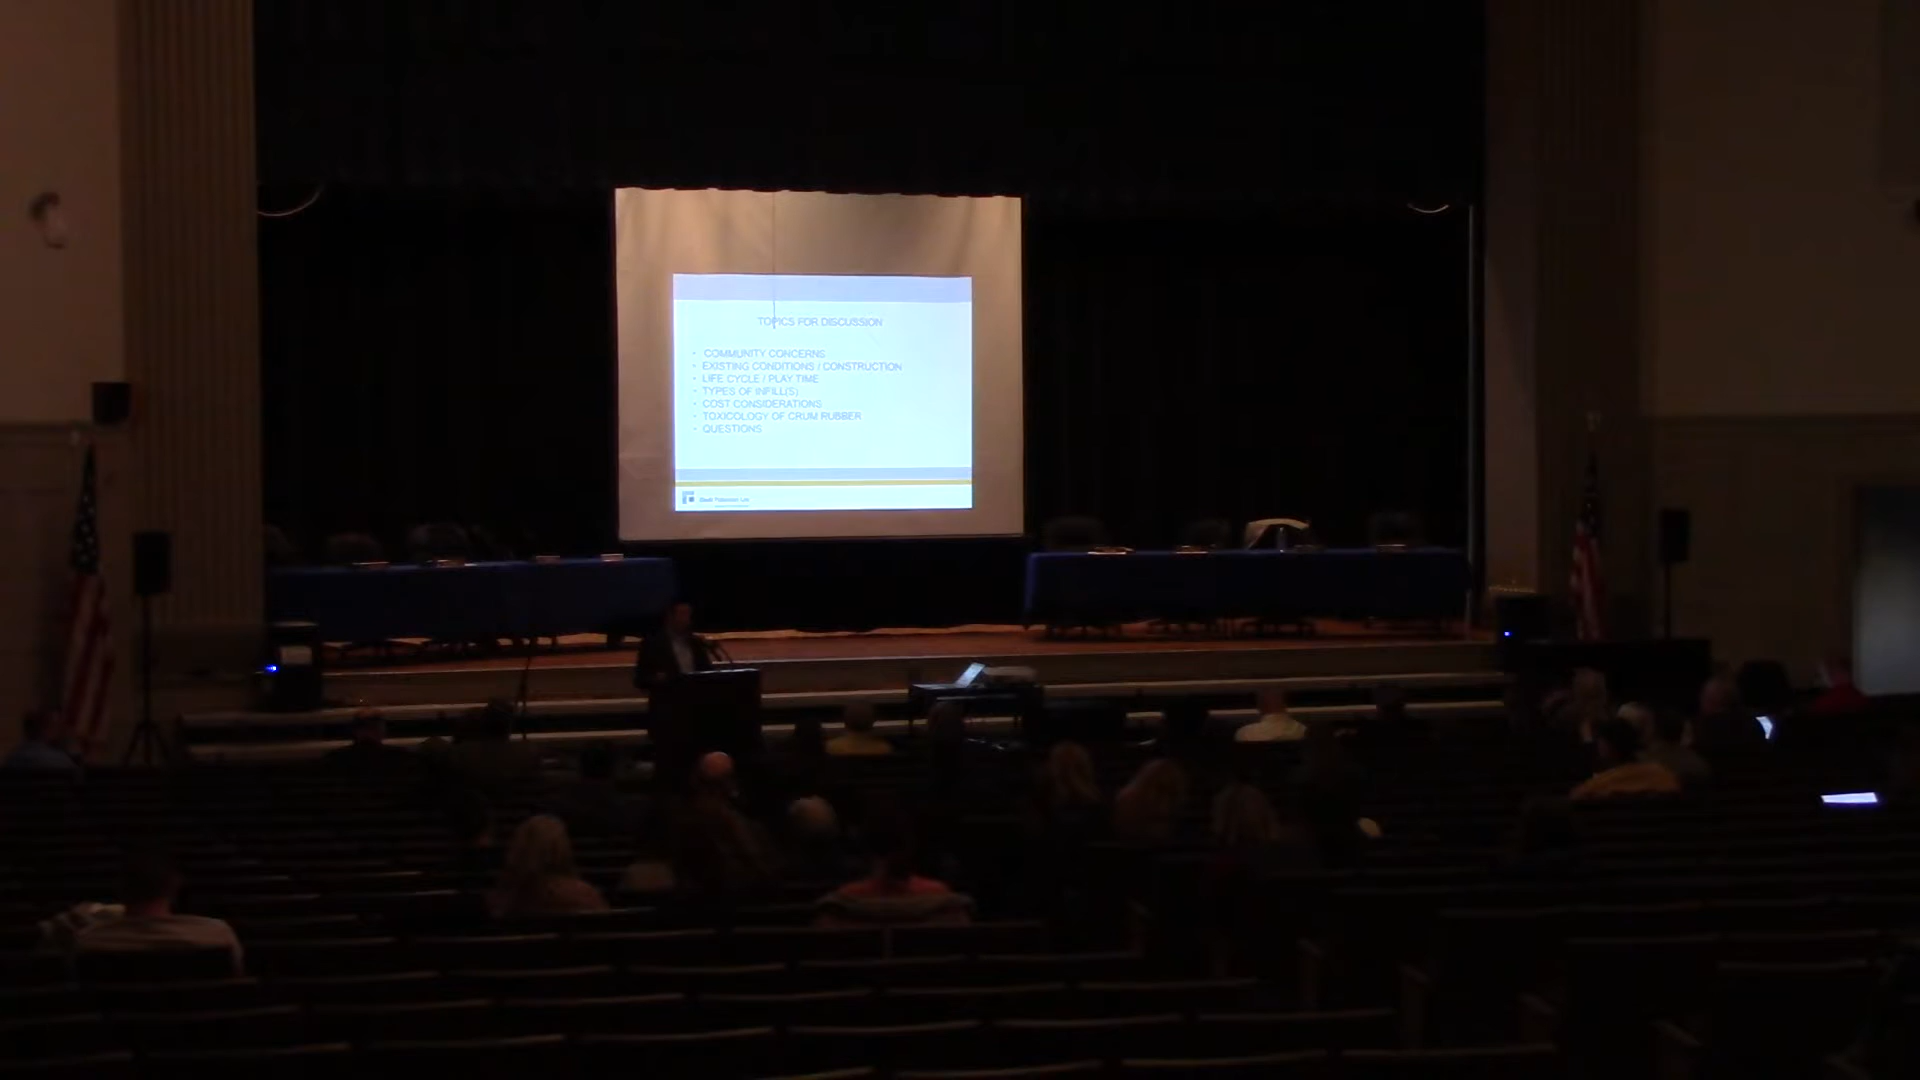 TOPICS FOR DISCUSSION
• COMMUNITY CONCERNS
• EXISTING CONDITIONS / CONSTRUCTION
• LIFE CYCLE / PLAY TIME
• TYPES OF INFILL(S)
• COST CONSIDERATIONS
• TOXICOLOGY OF CRUM RUBBER
• QUESTIONS